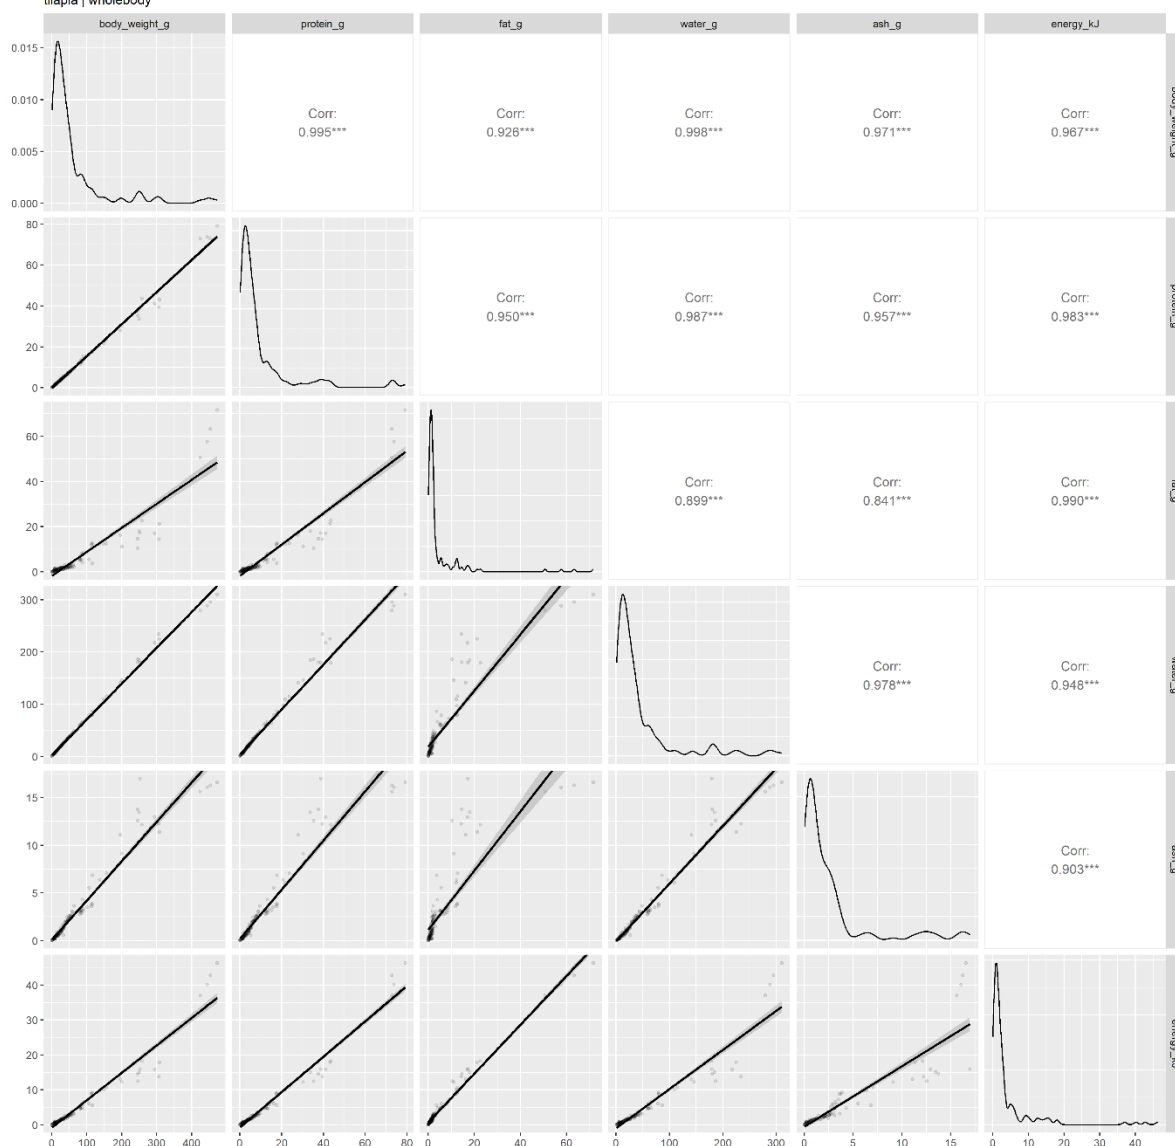 tilapia | wholebody
body_weight_g protein_g fat_g water_g ash_g energy_kJ
0.015
0.010
0.005
0.000
Corr:
0.995***
Corr:
0.926***
Corr:
0.998***
Corr:
0.971***
Corr:
0.967***
80
60
40
20
0
Corr:
0.950***
Corr:
0.987***
Corr:
0.957***
Corr:
0.983***
60
40
20
0
Corr:
0.899***
Corr:
0.841***
Corr:
0.990***
300
200
100
0
Corr:
0.978***
Corr:
0.948***
15
10
5
0
Corr:
0.903***
40
30
20
10
0
0 100 200 300 400 0 20 40 60 80 0 20 40 60 0 100 200 300 0 5 10 15 0 10 20 30 40